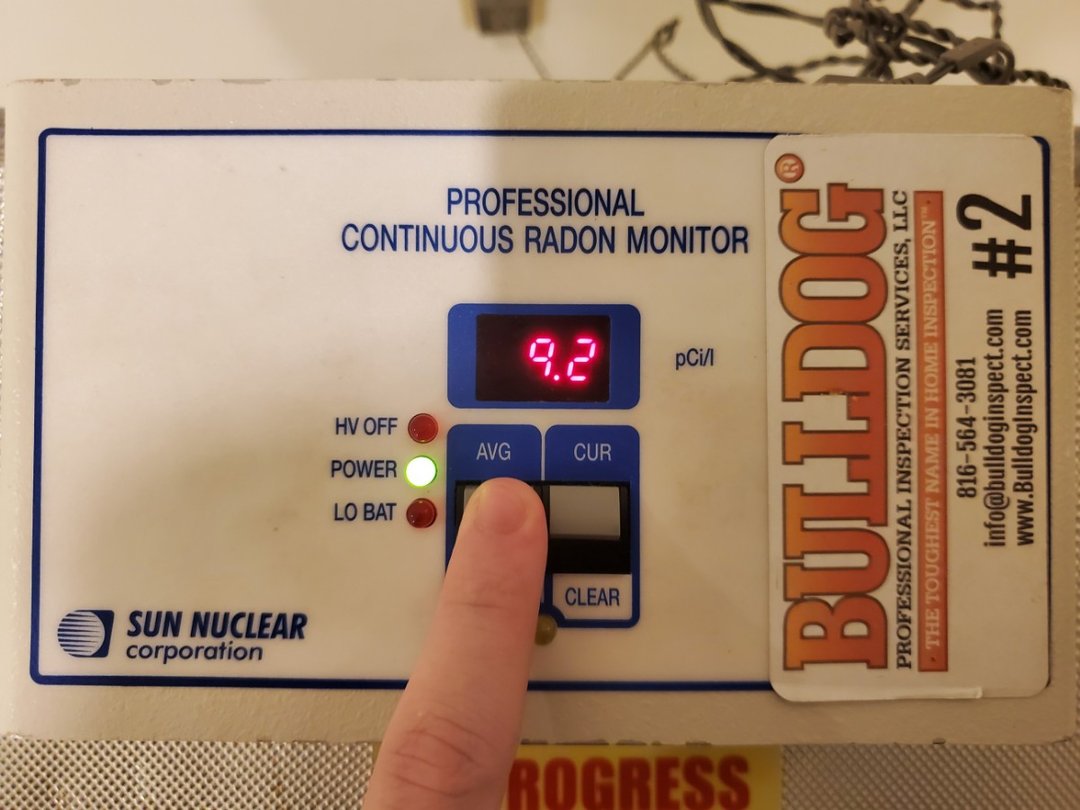 PROFESSIONAL
CONTINUOUS RADON MONITOR
9.2
pCi/l
HV OFF
POWER
LO BAT
AVG
CUR
CLEAR
SUN NUCLEAR
corporation
BULLDOG®
PROFESSIONAL INSPECTION SERVICES, LLC
· THE TOUGHEST NAME IN HOME INSPECTION™ ·
816-564-3081
info@bulldoginspect.com
www.BulldogInspect.com
#2
ROGRESS